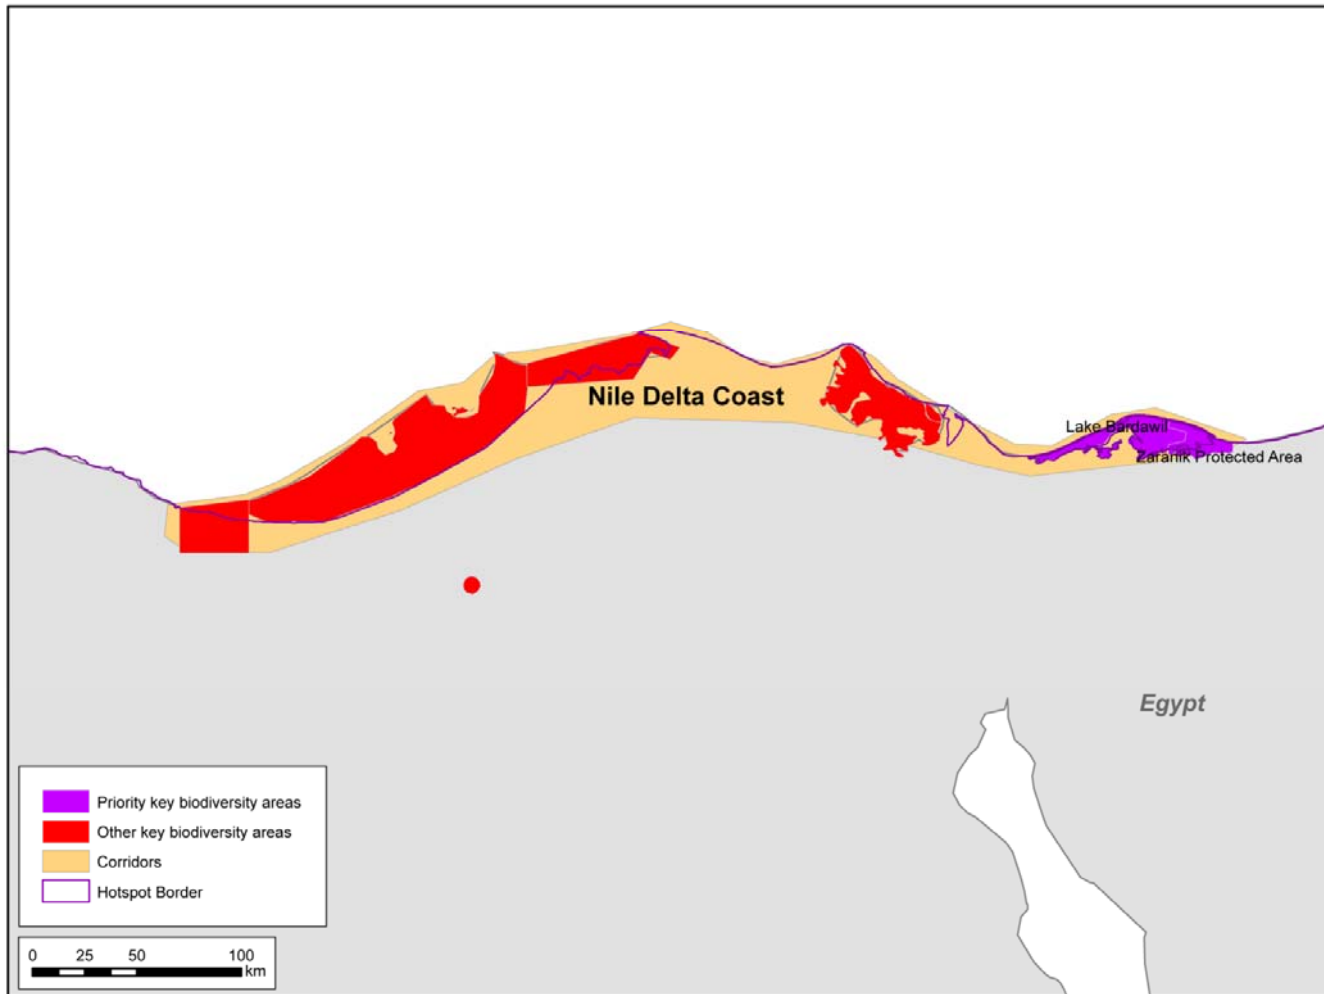 Nile Delta Coast
Lake Bardawil
Zaranik Protected Area
Egypt
Priority key biodiversity areas
Other key biodiversity areas
Corridors
Hotspot Border
0 25 50 100
km